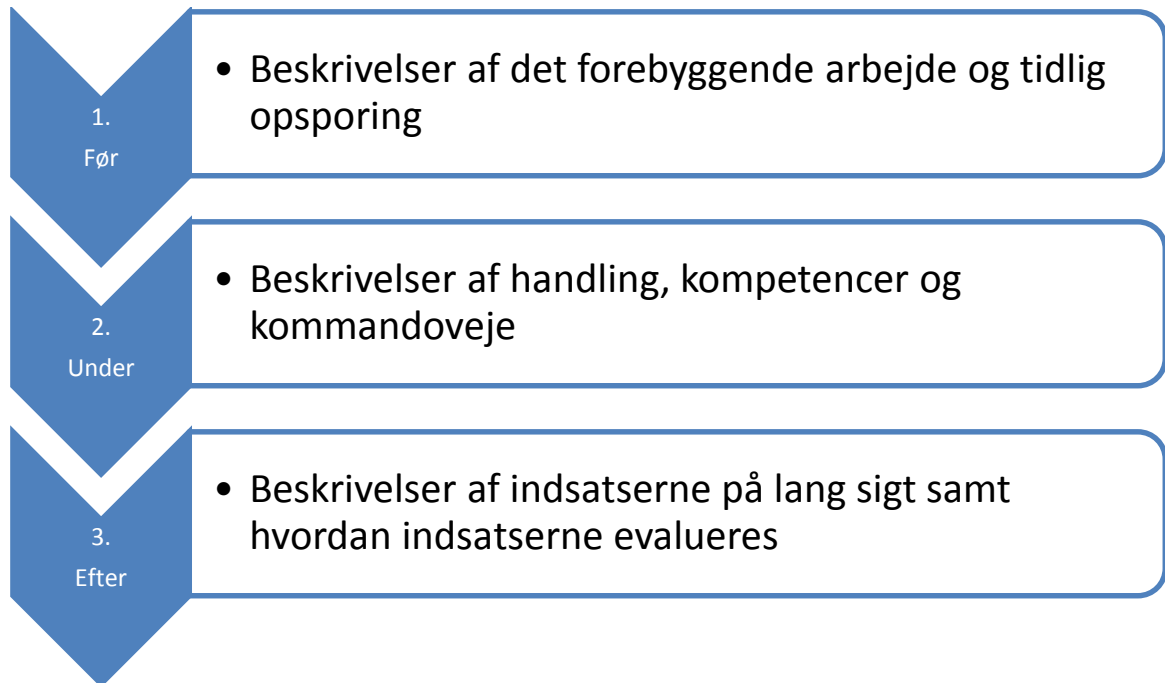 1.
Før
• Beskrivelser af det forebyggende arbejde og tidlig
opsporing
2.
Under
• Beskrivelser af handling, kompetencer og
kommandoveje
3.
Efter
• Beskrivelser af indsatserne på lang sigt samt
hvordan indsatserne evalueres